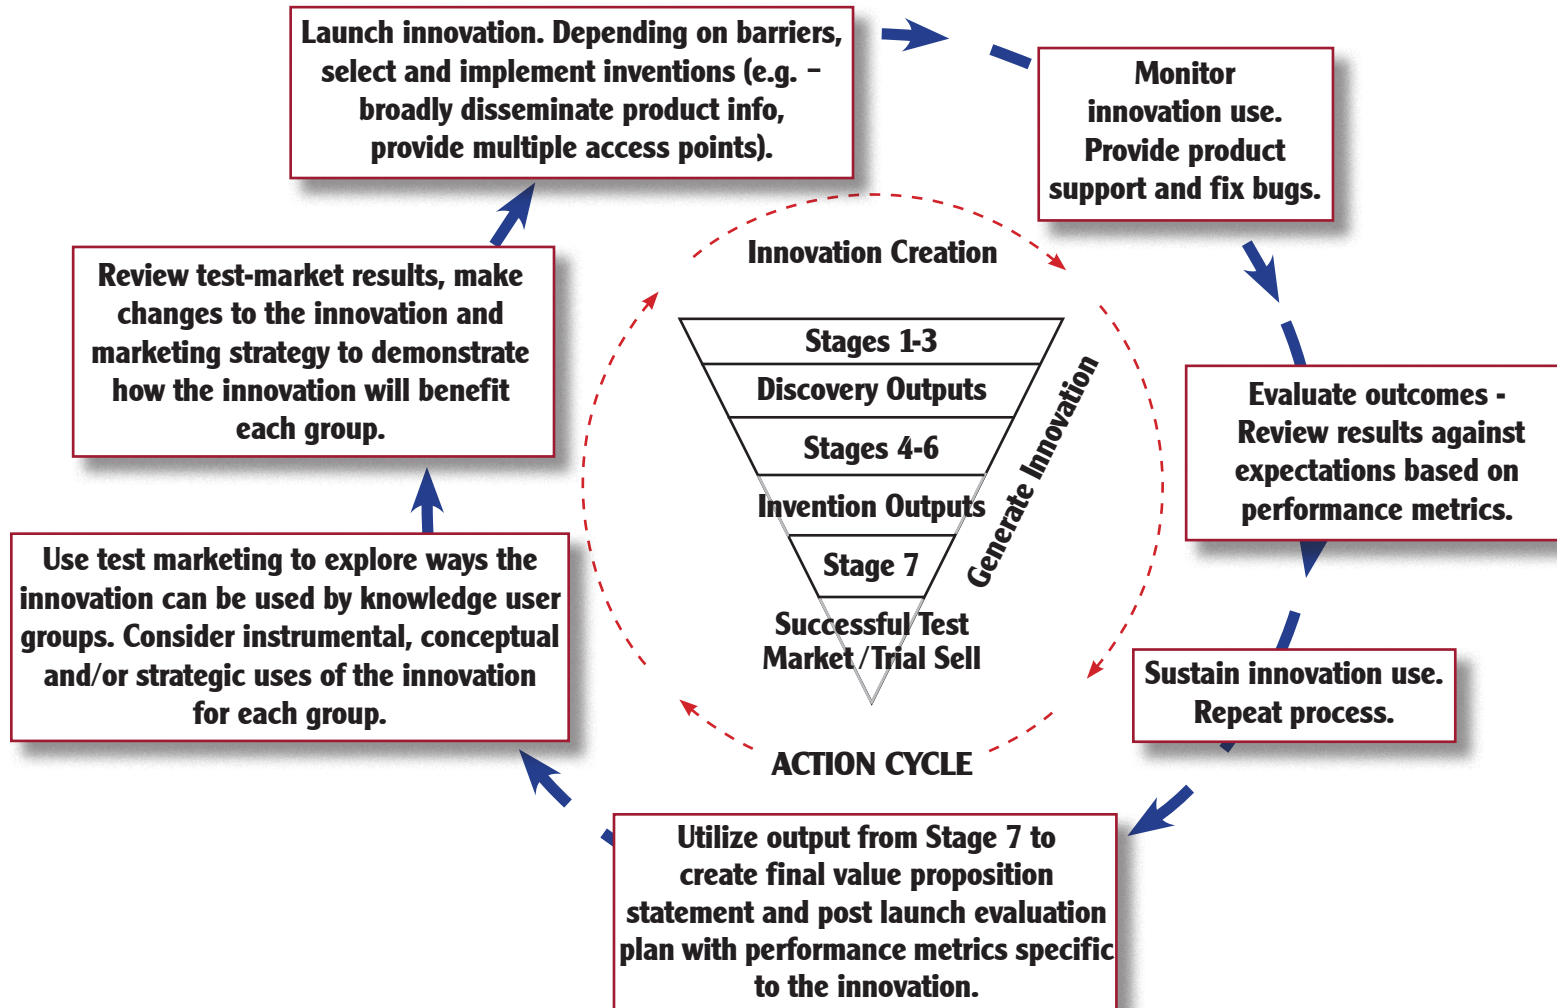 Launch innovation. Depending on barriers,
select and implement inventions (e.g. –
broadly disseminate product info,
provide multiple access points).
Monitor
innovation use.
Provide product
support and fix bugs.
Evaluate outcomes -
Review results against
expectations based on
performance metrics.
Sustain innovation use.
Repeat process.
Utilize output from Stage 7 to
create final value proposition
statement and post launch evaluation
plan with performance metrics specific
to the innovation.
Use test marketing to explore ways the
innovation can be used by knowledge user
groups. Consider instrumental, conceptual
and/or strategic uses of the innovation
for each group.
Review test-market results, make
changes to the innovation and
marketing strategy to demonstrate
how the innovation will benefit
each group.
Innovation Creation
Stages 1-3
Discovery Outputs
Stages 4-6
Invention Outputs
Stage 7
Successful Test
Market / Trial Sell
Generate Innovation
ACTION CYCLE